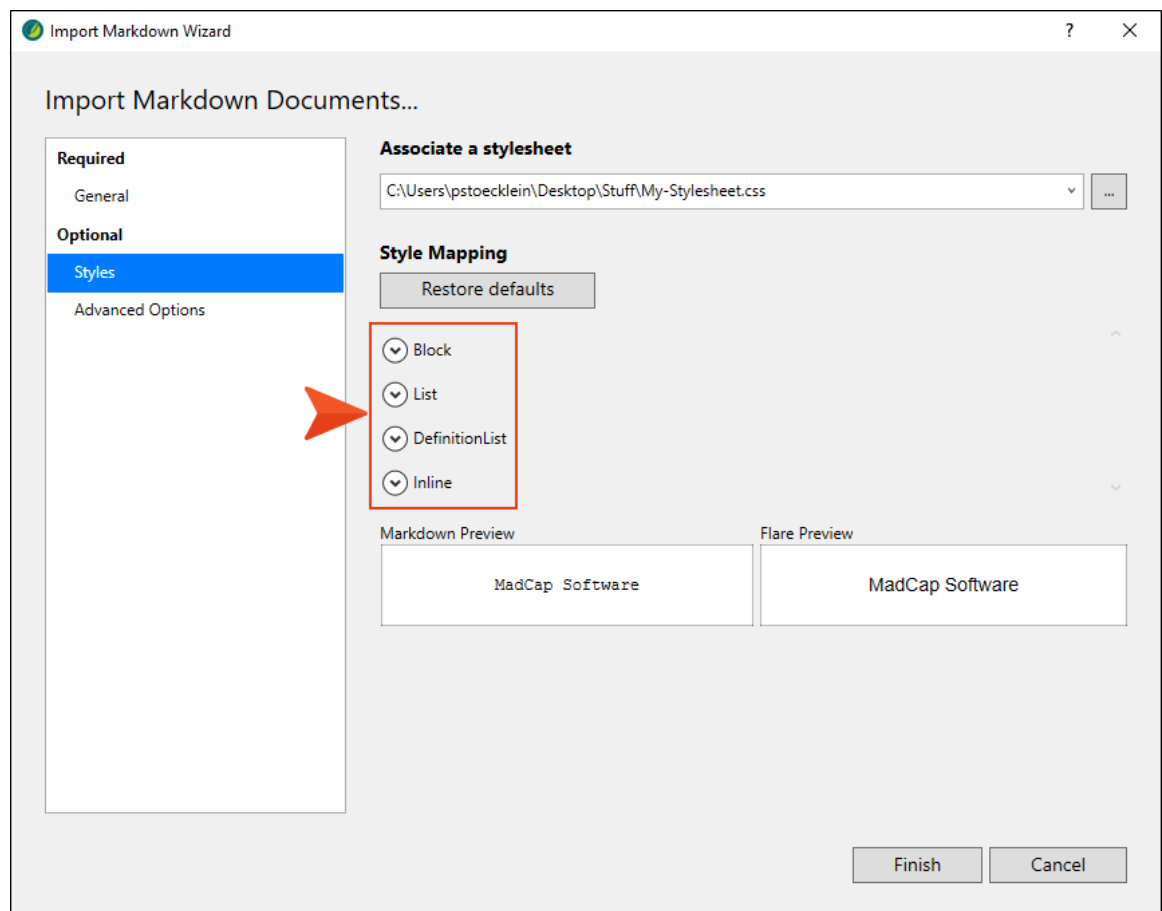 Import Markdown Wizard
?
Import Markdown Documents...
Required
General
Optional
Styles
Advanced Options
Associate a stylesheet
C:\Users\pstoecklein\Desktop\Stuff\My-Stylesheet.css
...
Style Mapping
Restore defaults
Block
List
DefinitionList
Inline
Markdown Preview
Flare Preview
MadCap Software
MadCap Software
Finish
Cancel